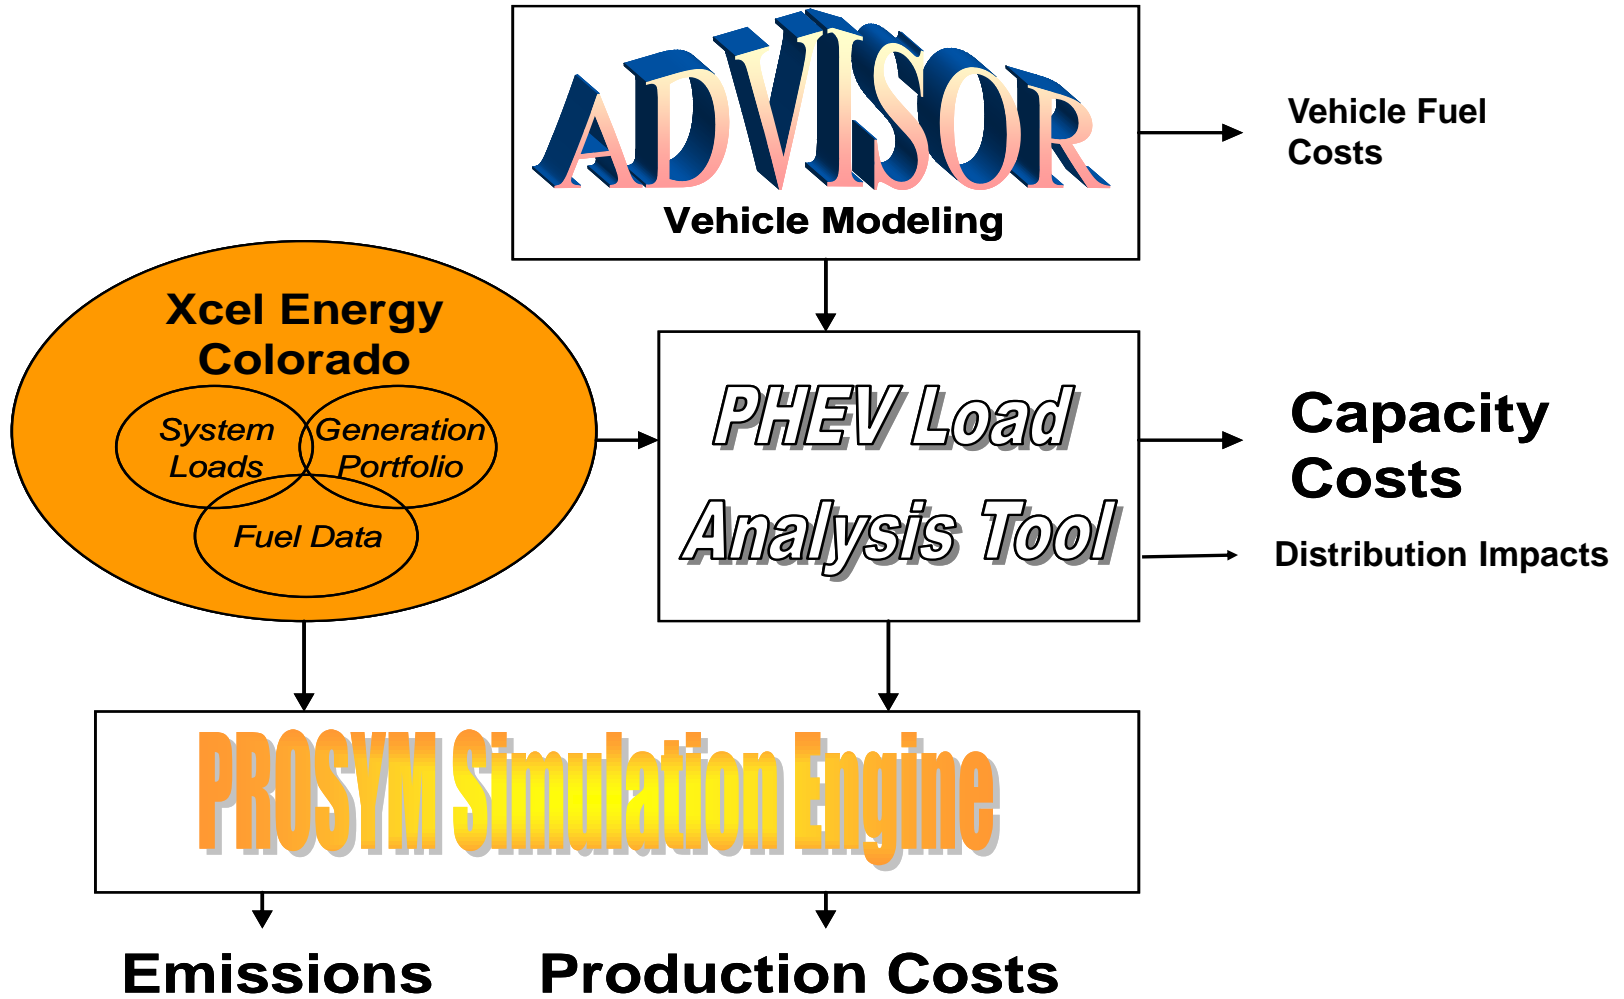 ADVISOR
Vehicle Modeling
Vehicle Fuel
Costs
Xcel Energy
Colorado
System
Loads
Generation
Portfolio
Fuel Data
PHEV Load
Analysis Tool
Capacity
Costs
Distribution Impacts
PROSYM Simulation Engine
Emissions
Production Costs